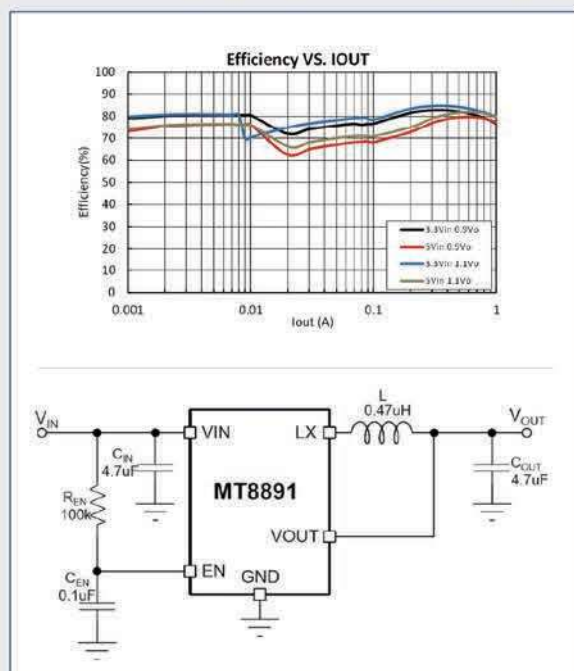 Efficiency VS. IOUT
Efficiency(%)
100
90
80
70
60
50
40
30
20
10
0
3.3Vin 0.9Vo
5Vin 0.9Vo
3.3Vin 1.1Vo
5Vin 1.1Vo
0.001
0.01
0.1
1
Iout (A)
VIN
CIN
4.7uF
REN
100k
CEN
0.1uF
VIN
EN
MT8891
GND
LX
VOUT
L
0.47uH
VOUT
COUT
4.7uF